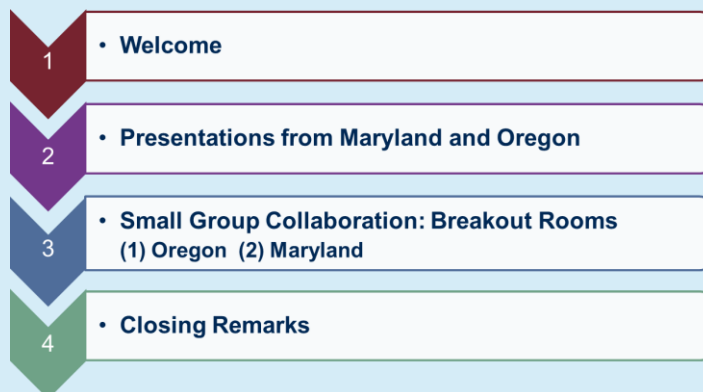 1
• Welcome
2
• Presentations from Maryland and Oregon
3
• Small Group Collaboration: Breakout Rooms
(1) Oregon (2) Maryland
4
• Closing Remarks